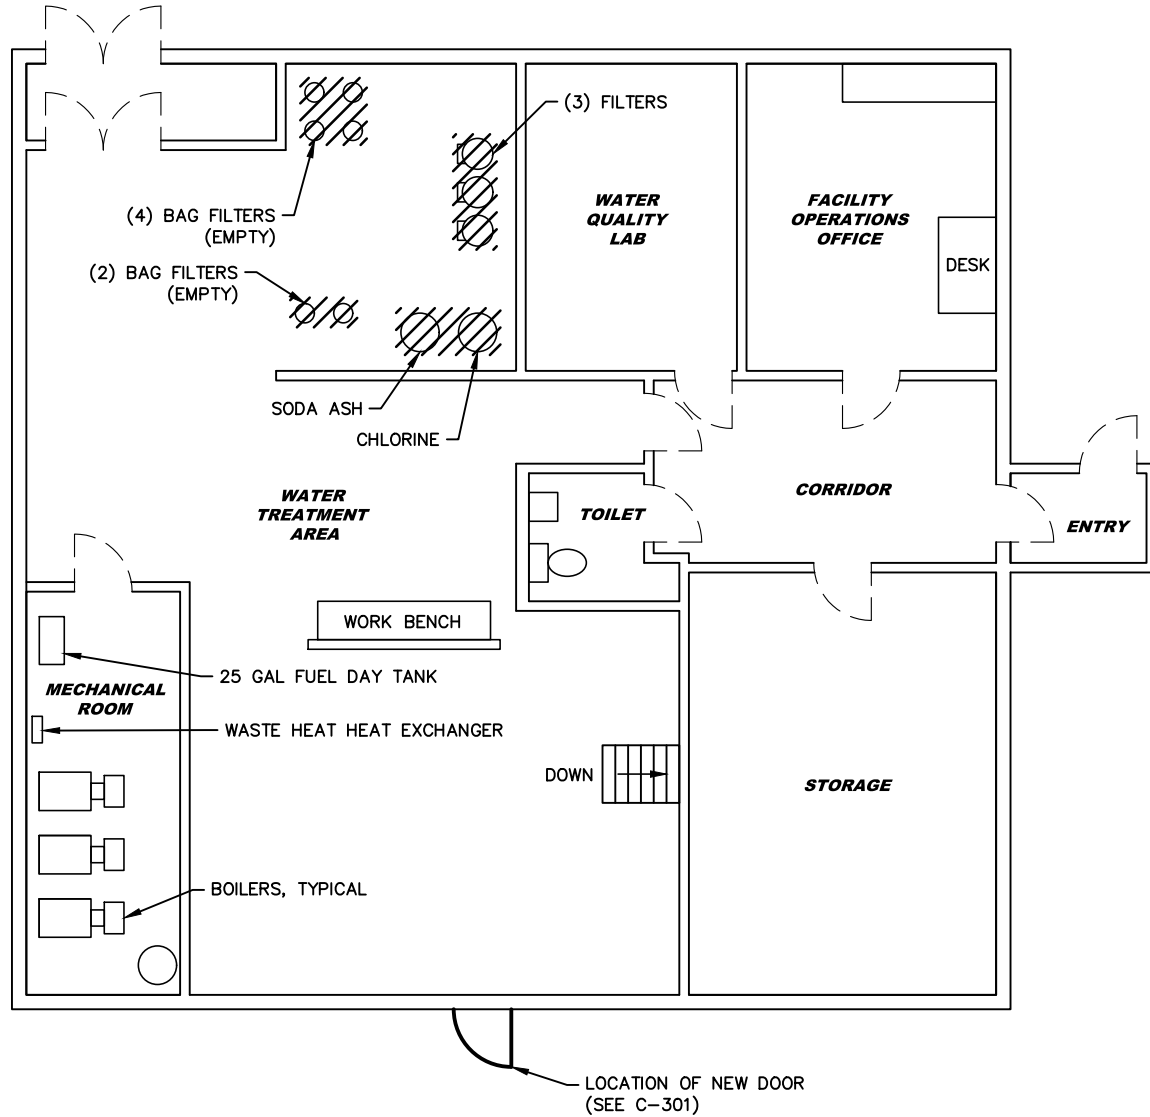 (3) FILTERS
(4) BAG FILTERS
(EMPTY)
WATER
QUALITY
LAB
FACILITY
OPERATIONS
OFFICE
(2) BAG FILTERS
(EMPTY)
DESK
SODA ASH
CHLORINE
WATER
TREATMENT
AREA
TOILET
CORRIDOR
ENTRY
WORK BENCH
25 GAL FUEL DAY TANK
MECHANICAL
ROOM
WASTE HEAT HEAT EXCHANGER
DOWN
STORAGE
BOILERS, TYPICAL
LOCATION OF NEW DOOR
(SEE C-301)